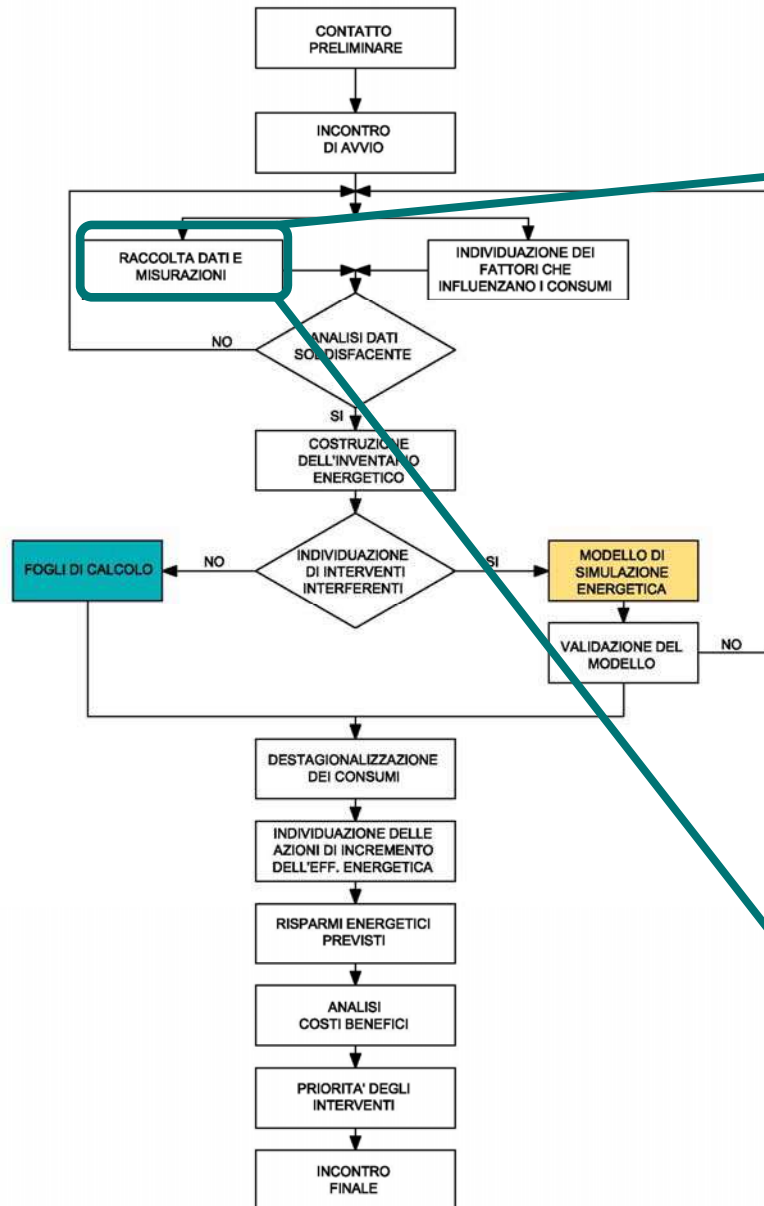 CONTATTO
PRELIMINARE
INCONTRO
DI AVVIO
RACCOLTA DATI E
MISURAZIONI
INDIVIDUAZIONE DEI
FATTORI CHE
INFLUENZANO I CONSUMI
NO
ANALISI DATI
SODDISFACENTE
SI
COSTRUZIONE
DELL'INVENTARIO
ENERGETICO
FOGLI DI CALCOLO
NO
INDIVIDUAZIONE
DI INTERVENTI
INTERFERENTI
SI
MODELLO DI
SIMULAZIONE
ENERGETICA
VALIDAZIONE DEL
MODELLO
NO
DESTAGIONALIZZAZIONE
DEI CONSUMI
INDIVIDUAZIONE DELLE
AZIONI DI INCREMENTO
DELL'EFF. ENERGETICA
RISPARMI ENERGETICI
PREVISTI
ANALISI
COSTI BENEFICI
PRIORITA' DEGLI
INTERVENTI
INCONTRO
FINALE